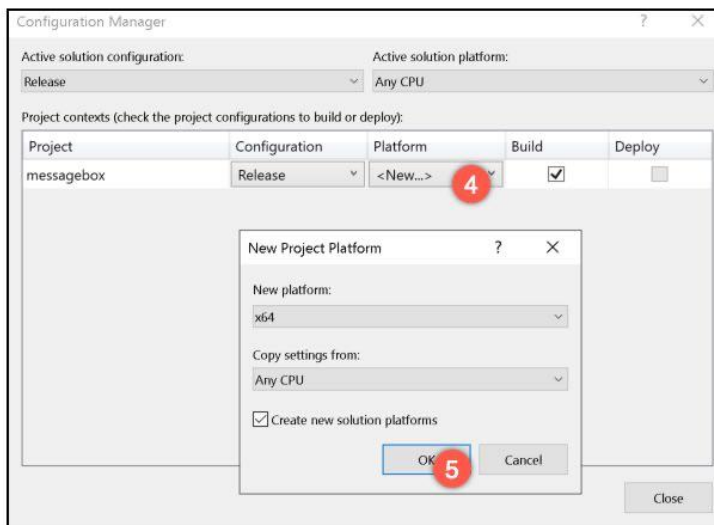 Configuration Manager ? ×
Active solution configuration: Active solution platform:
Release Any CPU
Project contexts (check the project configurations to build or deploy):
Project Configuration Platform Build Deploy
messagebox Release <New...> 4
New Project Platform ? ×
New platform:
x64
Copy settings from:
Any CPU
Create new solution platforms
OK 5 Cancel
Close